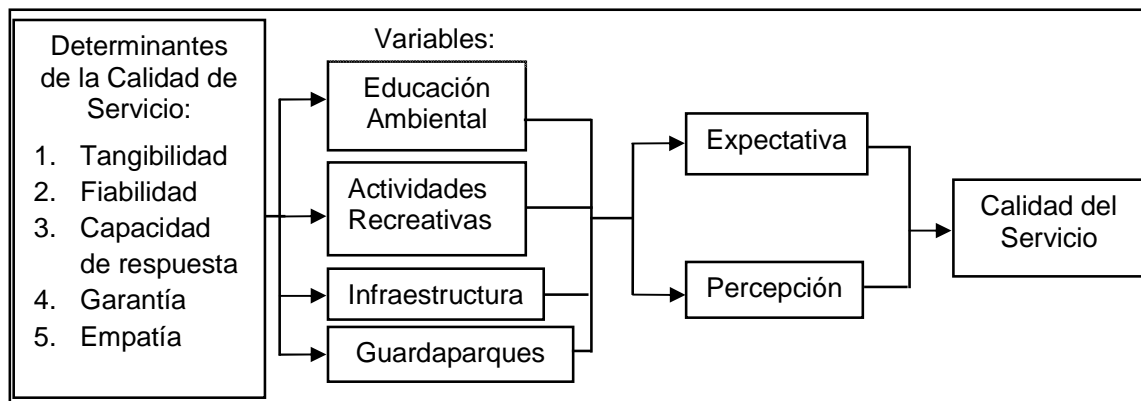 Determinantes
de la Calidad de
Servicio:
1. Tangibilidad
2. Fiabilidad
3. Capacidad
de respuesta
4. Garantía
5. Empatía
Variables:
Educación
Ambiental
Actividades
Recreativas
Infraestructura
Guardaparques
Expectativa
Percepción
Calidad del
Servicio